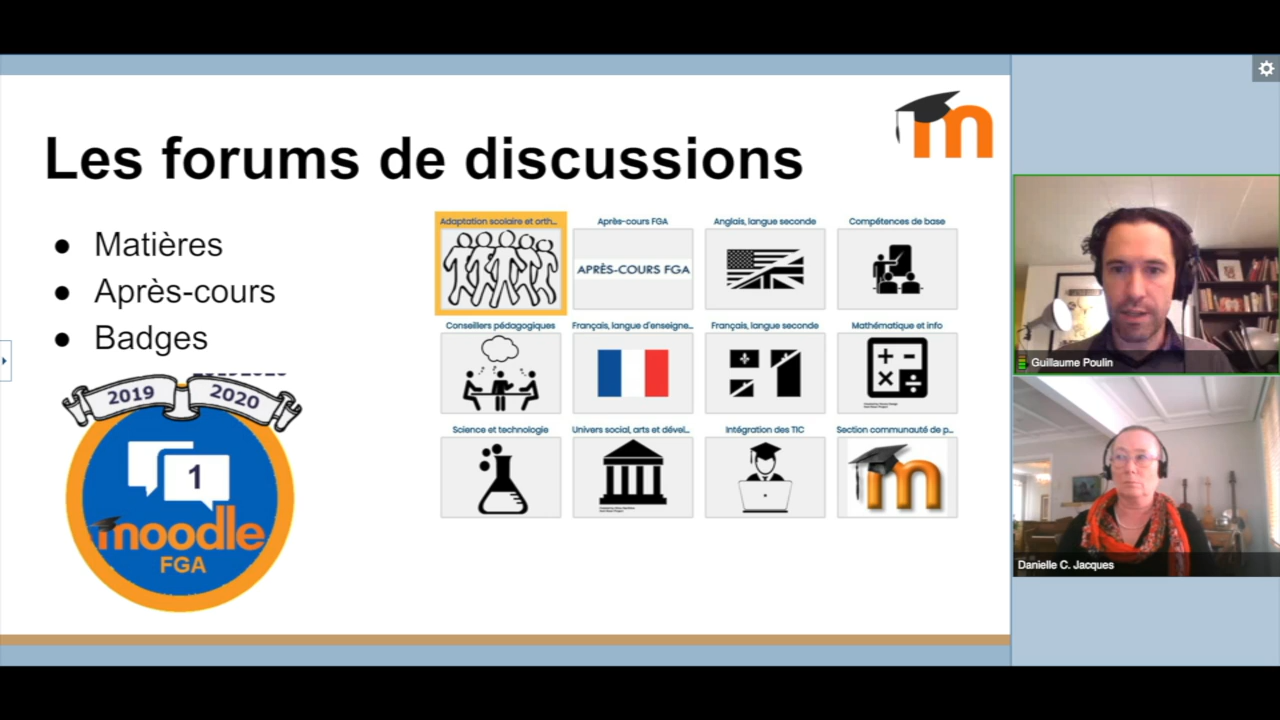 Les forums de discussions
m
● Matières
● Après-cours
● Badges
2019 2020
1
moodle
FGA
Adaptation scolaire et orth...
Après-cours FGA
Anglais, langue seconde
Compétences de base
APRÈS-COURS FGA
Conseillers pédagogiques
Français, langue d'enseigne...
Français, langue seconde
Mathématique et info
Science et technologie
Univers social, arts et dével...
Intégration des TIC
Section communauté de p...
m
Guillaume Poulin
Danielle C. Jacques